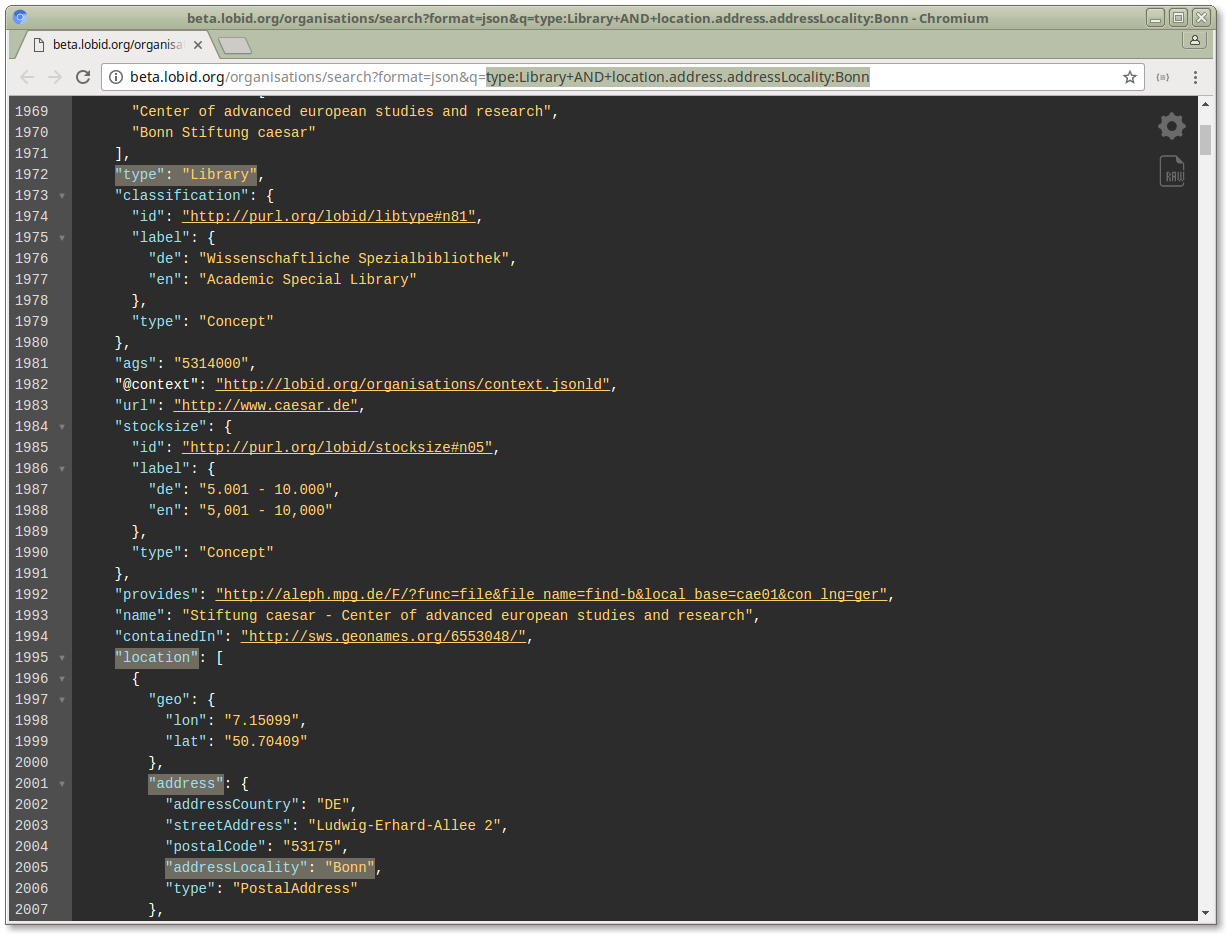 beta.lobid.org/organisations/search?format=json&q=type:Library+AND+location.address.addressLocality:Bonn - Chromium
beta.lobid.org/organisa
beta.lobid.org/organisations/search?format=json&q=type:Library+AND+location.address.addressLocality:Bonn
1969 "Center of advanced european studies and research",
1970 "Bonn Stiftung caesar"
1971 ],
1972 "type": "Library",
1973 "classification": {
1974 "id": "http://purl.org/lobid/libtype#n81",
1975 "label": {
1976 "de": "Wissenschaftliche Spezialbibliothek",
1977 "en": "Academic Special Library"
1978 },
1979 "type": "Concept"
1980 },
1981 "ags": "5314000",
1982 "@context": "http://lobid.org/organisations/context.jsonld",
1983 "url": "http://www.caesar.de",
1984 "stocksize": {
1985 "id": "http://purl.org/lobid/stocksize#n05",
1986 "label": {
1987 "de": "5.001 - 10.000",
1988 "en": "5,001 - 10,000"
1989 },
1990 "type": "Concept"
1991 },
1992 "provides": "http://aleph.mpg.de/F/?func=file&file_name=find-b&local_base=cae01&con_lng=ger",
1993 "name": "Stiftung caesar - Center of advanced european studies and research",
1994 "containedIn": "http://sws.geonames.org/6553048/",
1995 "location": [
1996 {
1997 "geo": {
1998 "lon": "7.15099",
1999 "lat": "50.70409"
2000 },
2001 "address": {
2002 "addressCountry": "DE",
2003 "streetAddress": "Ludwig-Erhard-Allee 2",
2004 "postalCode": "53175",
2005 "addressLocality": "Bonn",
2006 "type": "PostalAddress"
2007 },
RAW